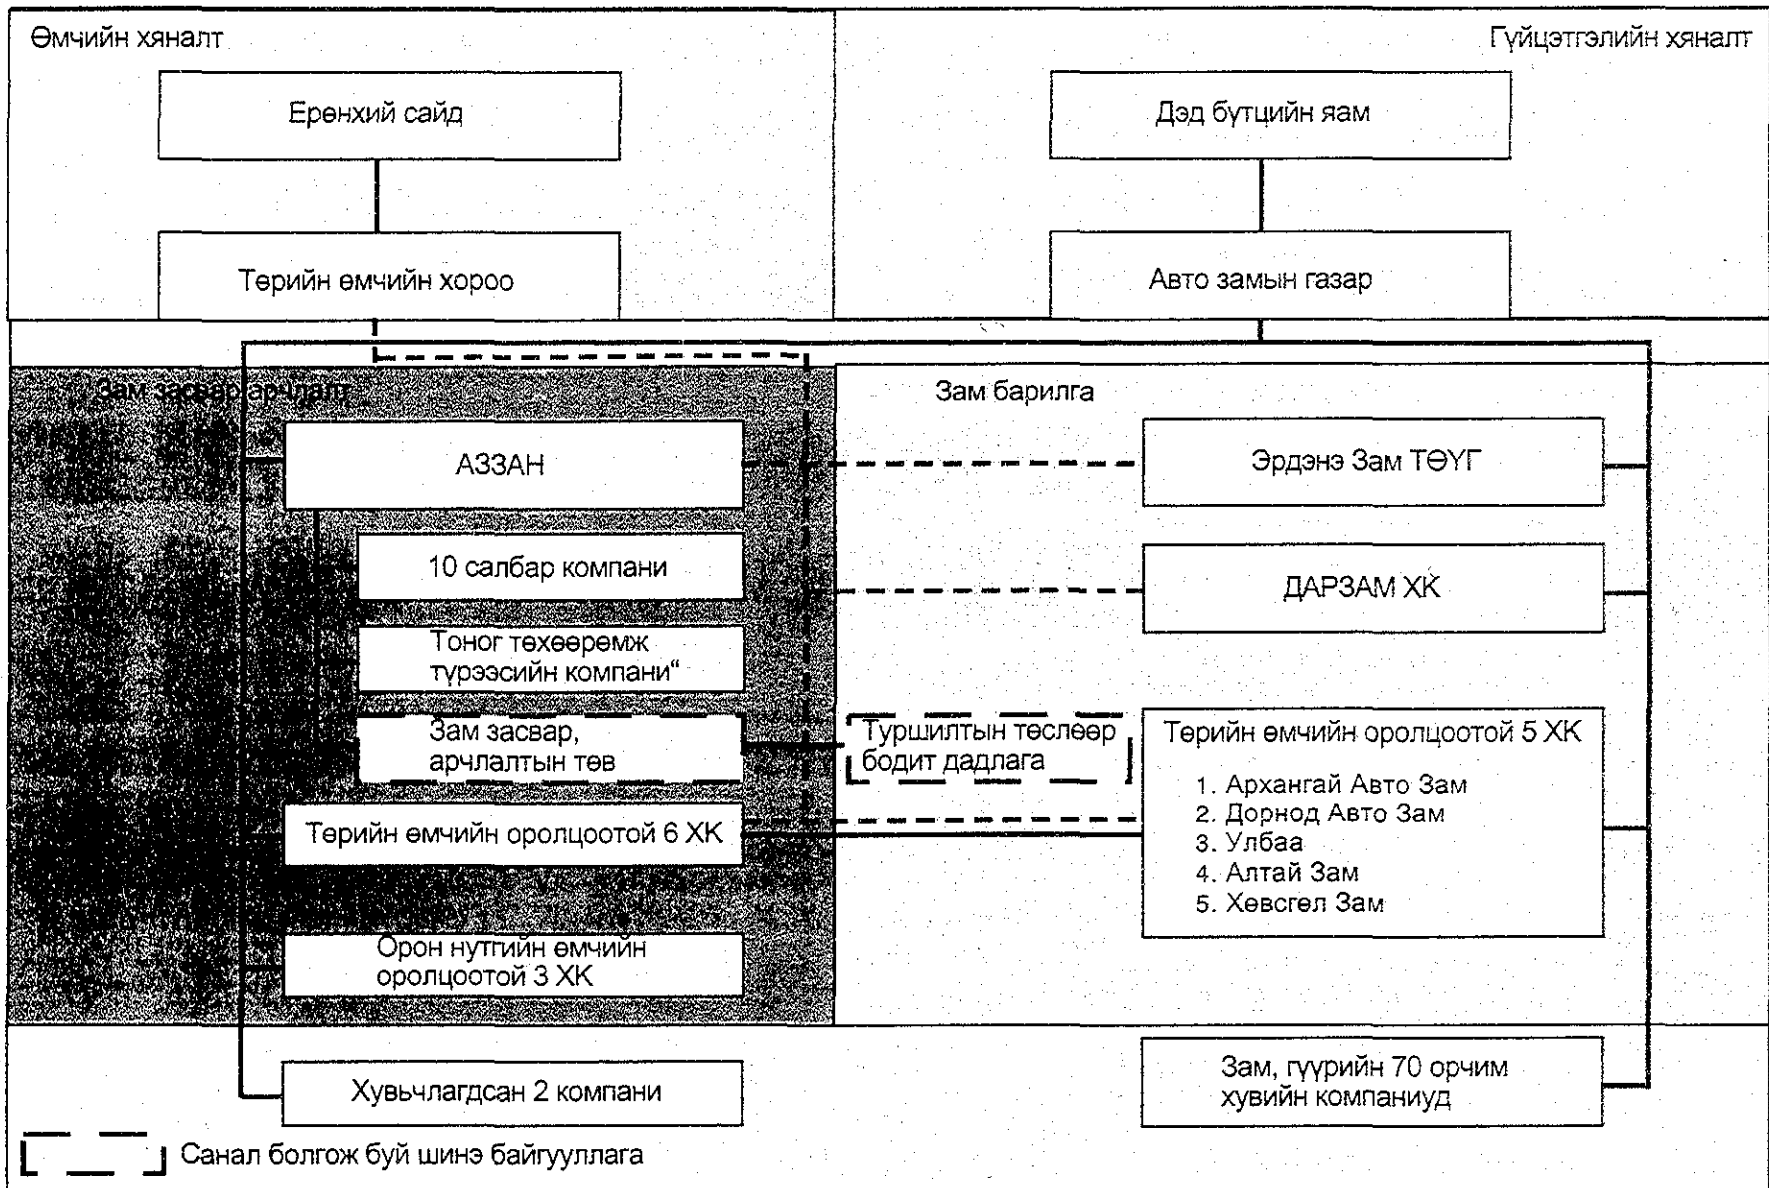 Өмчийн хяналт
Гүйцэтгэлийн хяналт
Ерөнхий сайд
Дэд бүтцийн яам
Төрийн өмчийн хороо
Авто замын газар
Зам засвар арчлалт
Зам барилга
АЗЗАН
Эрдэнэ Зам ТӨҮГ
10 салбар компани
ДАРЗАМ ХК
Тоног төхөөрөмж
түрээсийн компани“
Зам засвар,
арчлалтын төв
Туршилтын төслөөр
бодит дадлага
Төрийн өмчийн оролцоотой 5 ХК
1. Архангай Авто Зам
2. Дорнод Авто Зам
3. Улбаа
4. Алтай Зам
5. Хөвсгөл Зам
Төрийн өмчийн оролцоотой 6 ХК
Орон нутгийн өмчийн
оролцоотой 3 ХК
Хувьчлагдсан 2 компани
Зам, гүүрийн 70 орчим
хувийн компаниуд
Санал болгож буй шинэ байгууллага